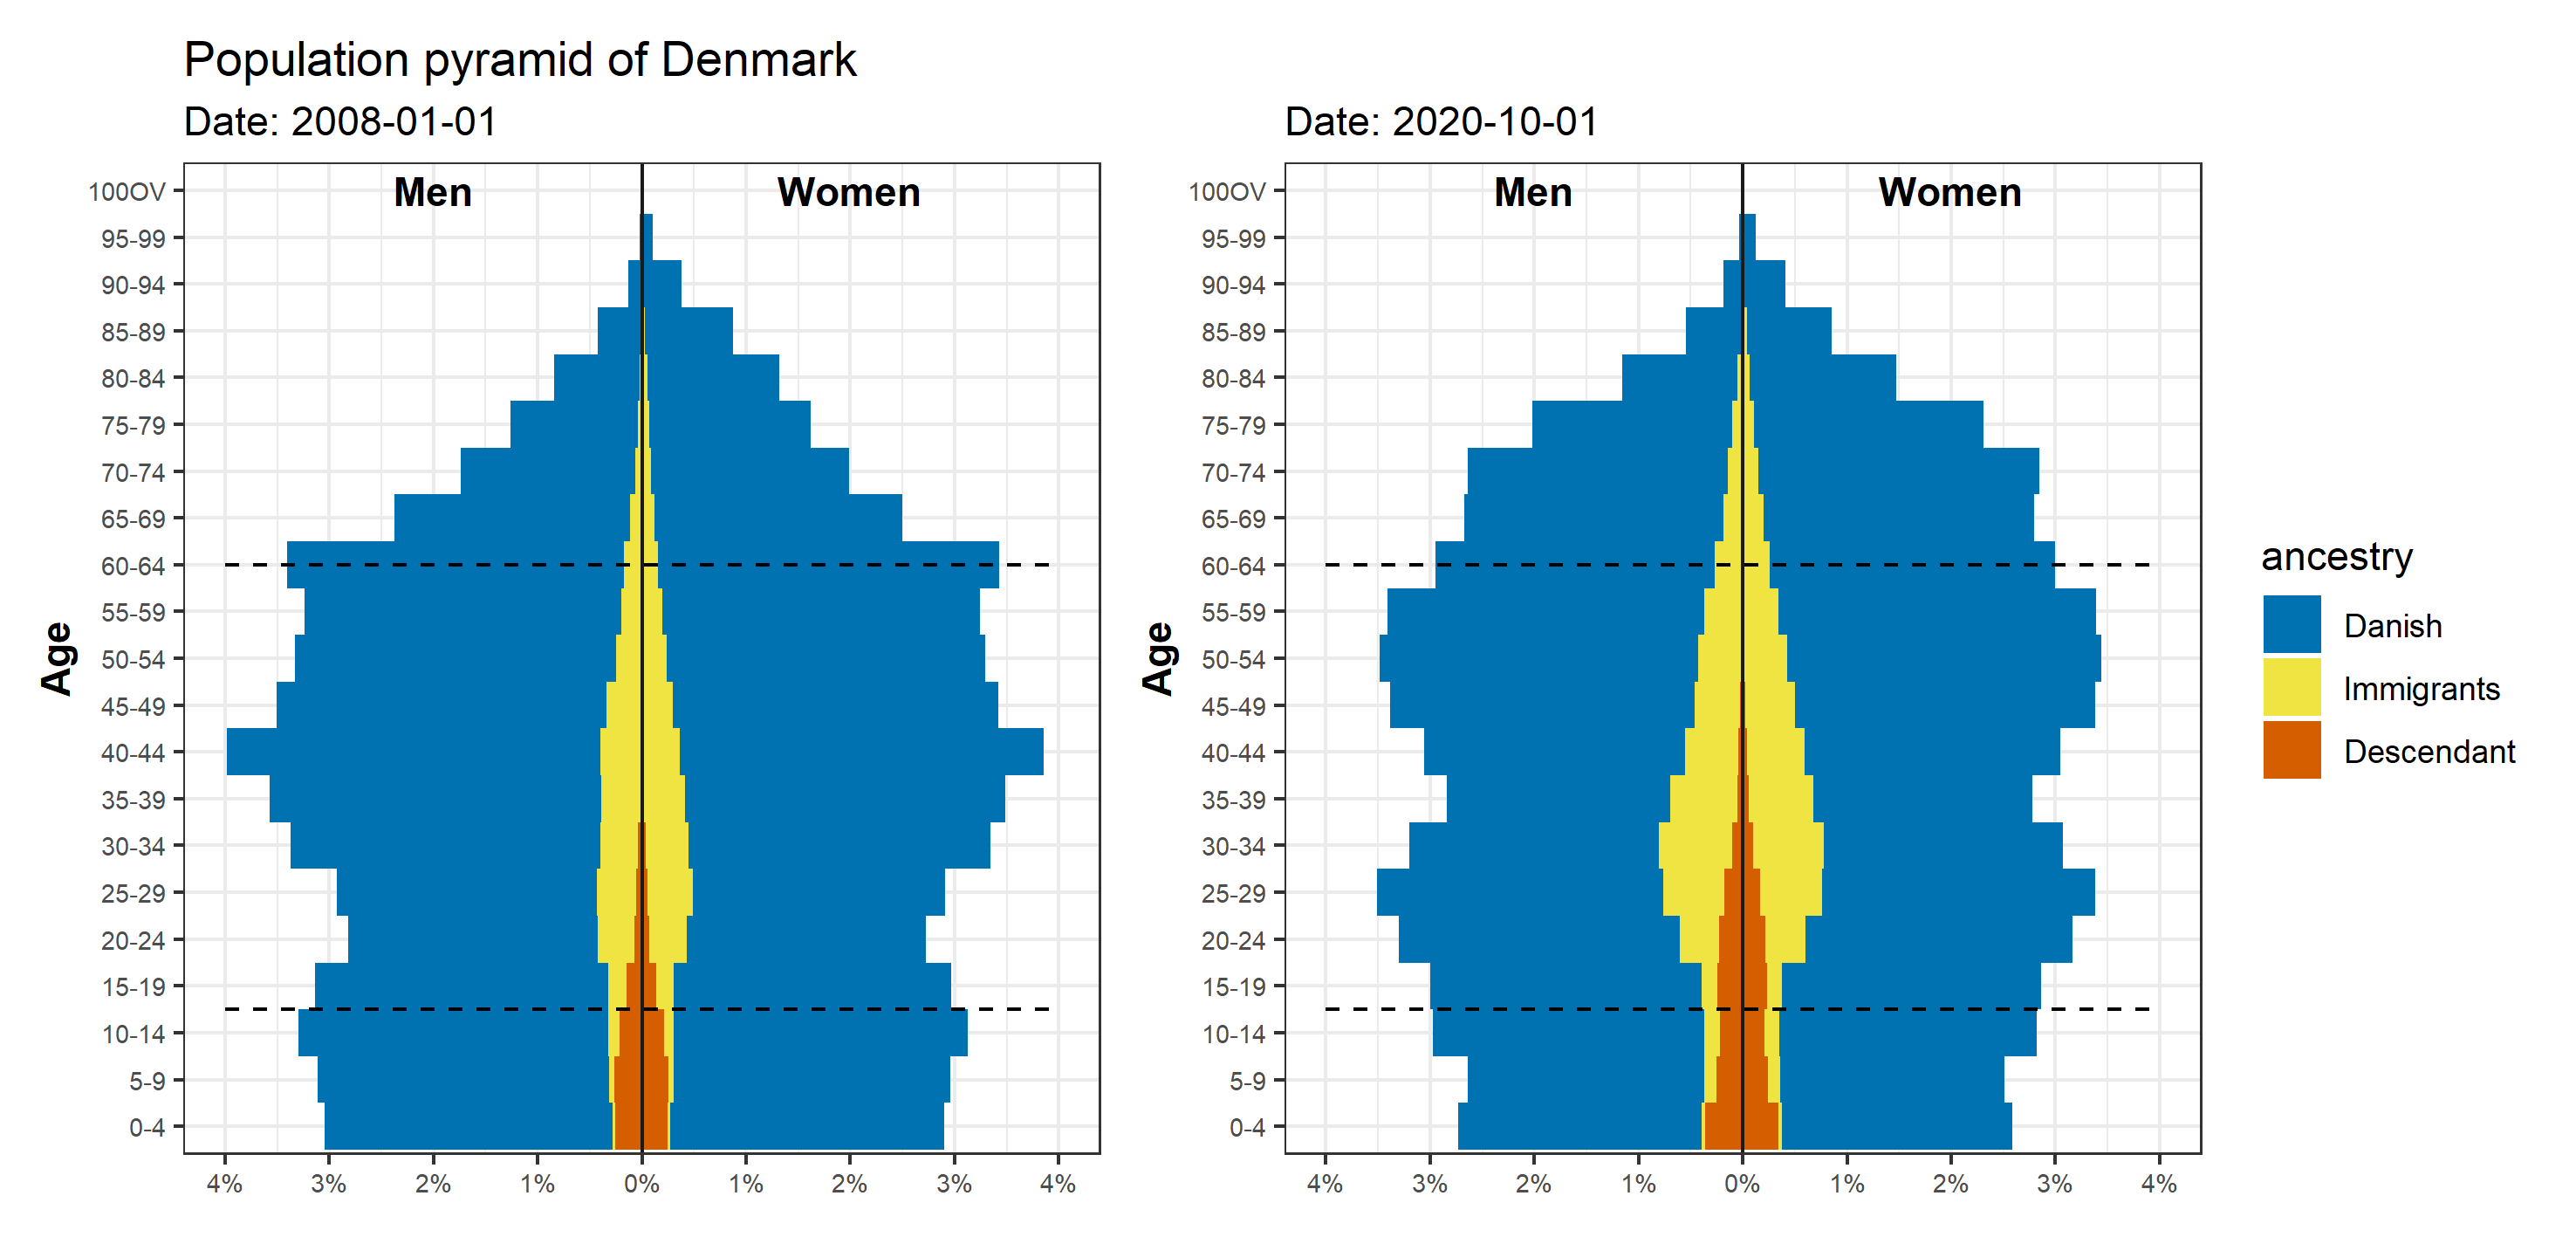 Population pyramid of Denmark
Date: 2008-01-01
Men
Women
100OV
95-99
90-94
85-89
80-84
75-79
70-74
65-69
60-64
55-59
50-54
45-49
40-44
35-39
30-34
25-29
20-24
15-19
10-14
5-9
0-4
Age
4% 3% 2% 1% 0% 1% 2% 3% 4%
Date: 2020-10-01
Men
Women
100OV
95-99
90-94
85-89
80-84
75-79
70-74
65-69
60-64
55-59
50-54
45-49
40-44
35-39
30-34
25-29
20-24
15-19
10-14
5-9
0-4
Age
4% 3% 2% 1% 0% 1% 2% 3% 4%
ancestry
Danish
Immigrants
Descendant